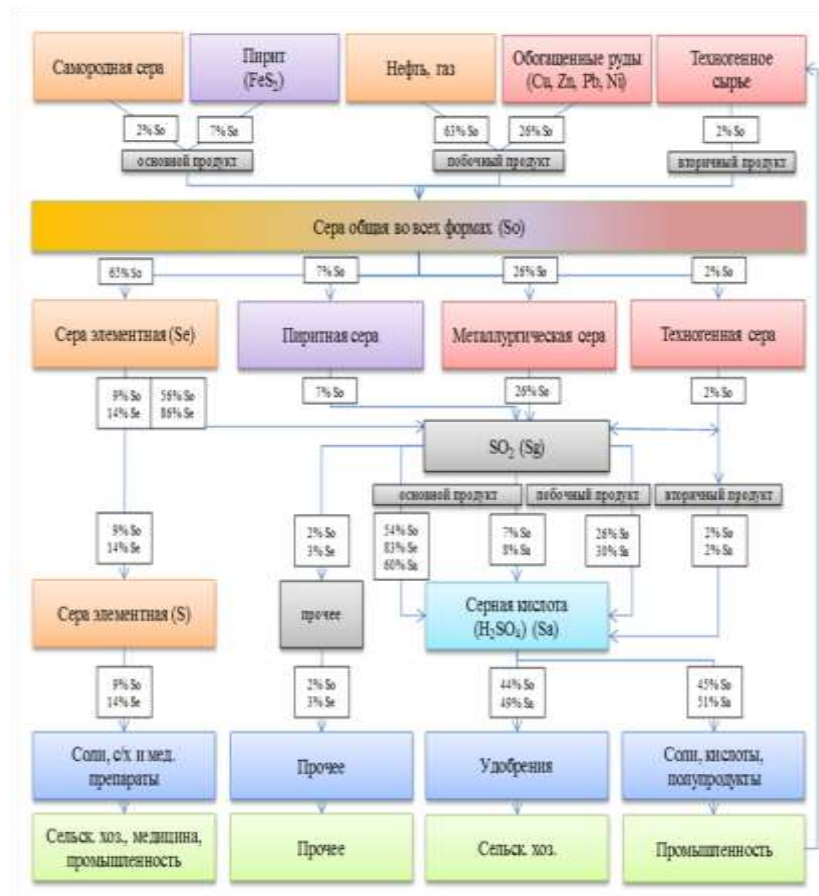 Самородная сера
Пирит
(FeS₂)
Нефть, газ
Обогащенные руды
(Cu, Zn, Pb, Ni)
Техногенное
сырье
2% So
7% So
63% So
26% So
2% So
основной продукт
побочный продукт
вторичный продукт
Сера общая во всех формах (So)
65% So
7% So
26% So
2% So
Сера элементная (Se)
Пиритная сера
Металлургическая сера
Техногенная сера
9% So
14% Se
56% So
86% Se
7% So
26% So
2% So
SO₂ (Sg)
основной продукт
побочный продукт
вторичный продукт
9% So
14% Se
2% So
3% Se
54% So
83% Se
60% Sa
7% So
8% Sa
26% So
30% Sa
2% So
2% Sa
Сера элементная (S)
прочее
Серная кислота
(H₂SO₄) (Sa)
9% So
14% Se
2% So
3% Se
44% So
49% Sa
45% So
51% Sa
Соли, с/х и мед.
препараты
Прочее
Удобрения
Соли, кислоты,
полупродукты
Сельск. хоз., медицина,
промышленность
Прочее
Сельск. хоз.
Промышленность